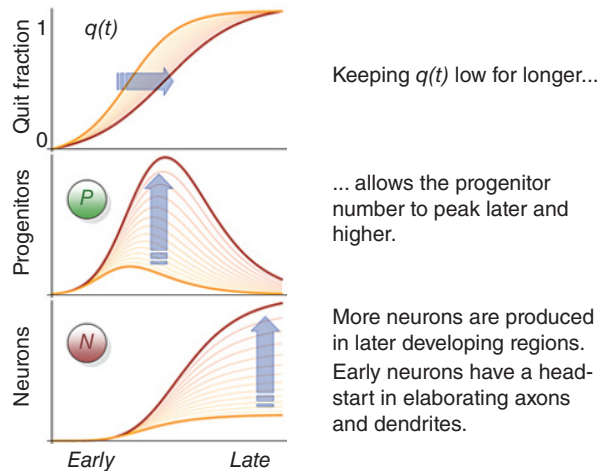 1
q(t)
Quit fraction
0
Keeping q(t) low for longer...
Progenitors
P
... allows the progenitor
number to peak later and
higher.
Neurons
N
More neurons are produced
in later developing regions.
Early neurons have a head-
start in elaborating axons
and dendrites.
Early
Late